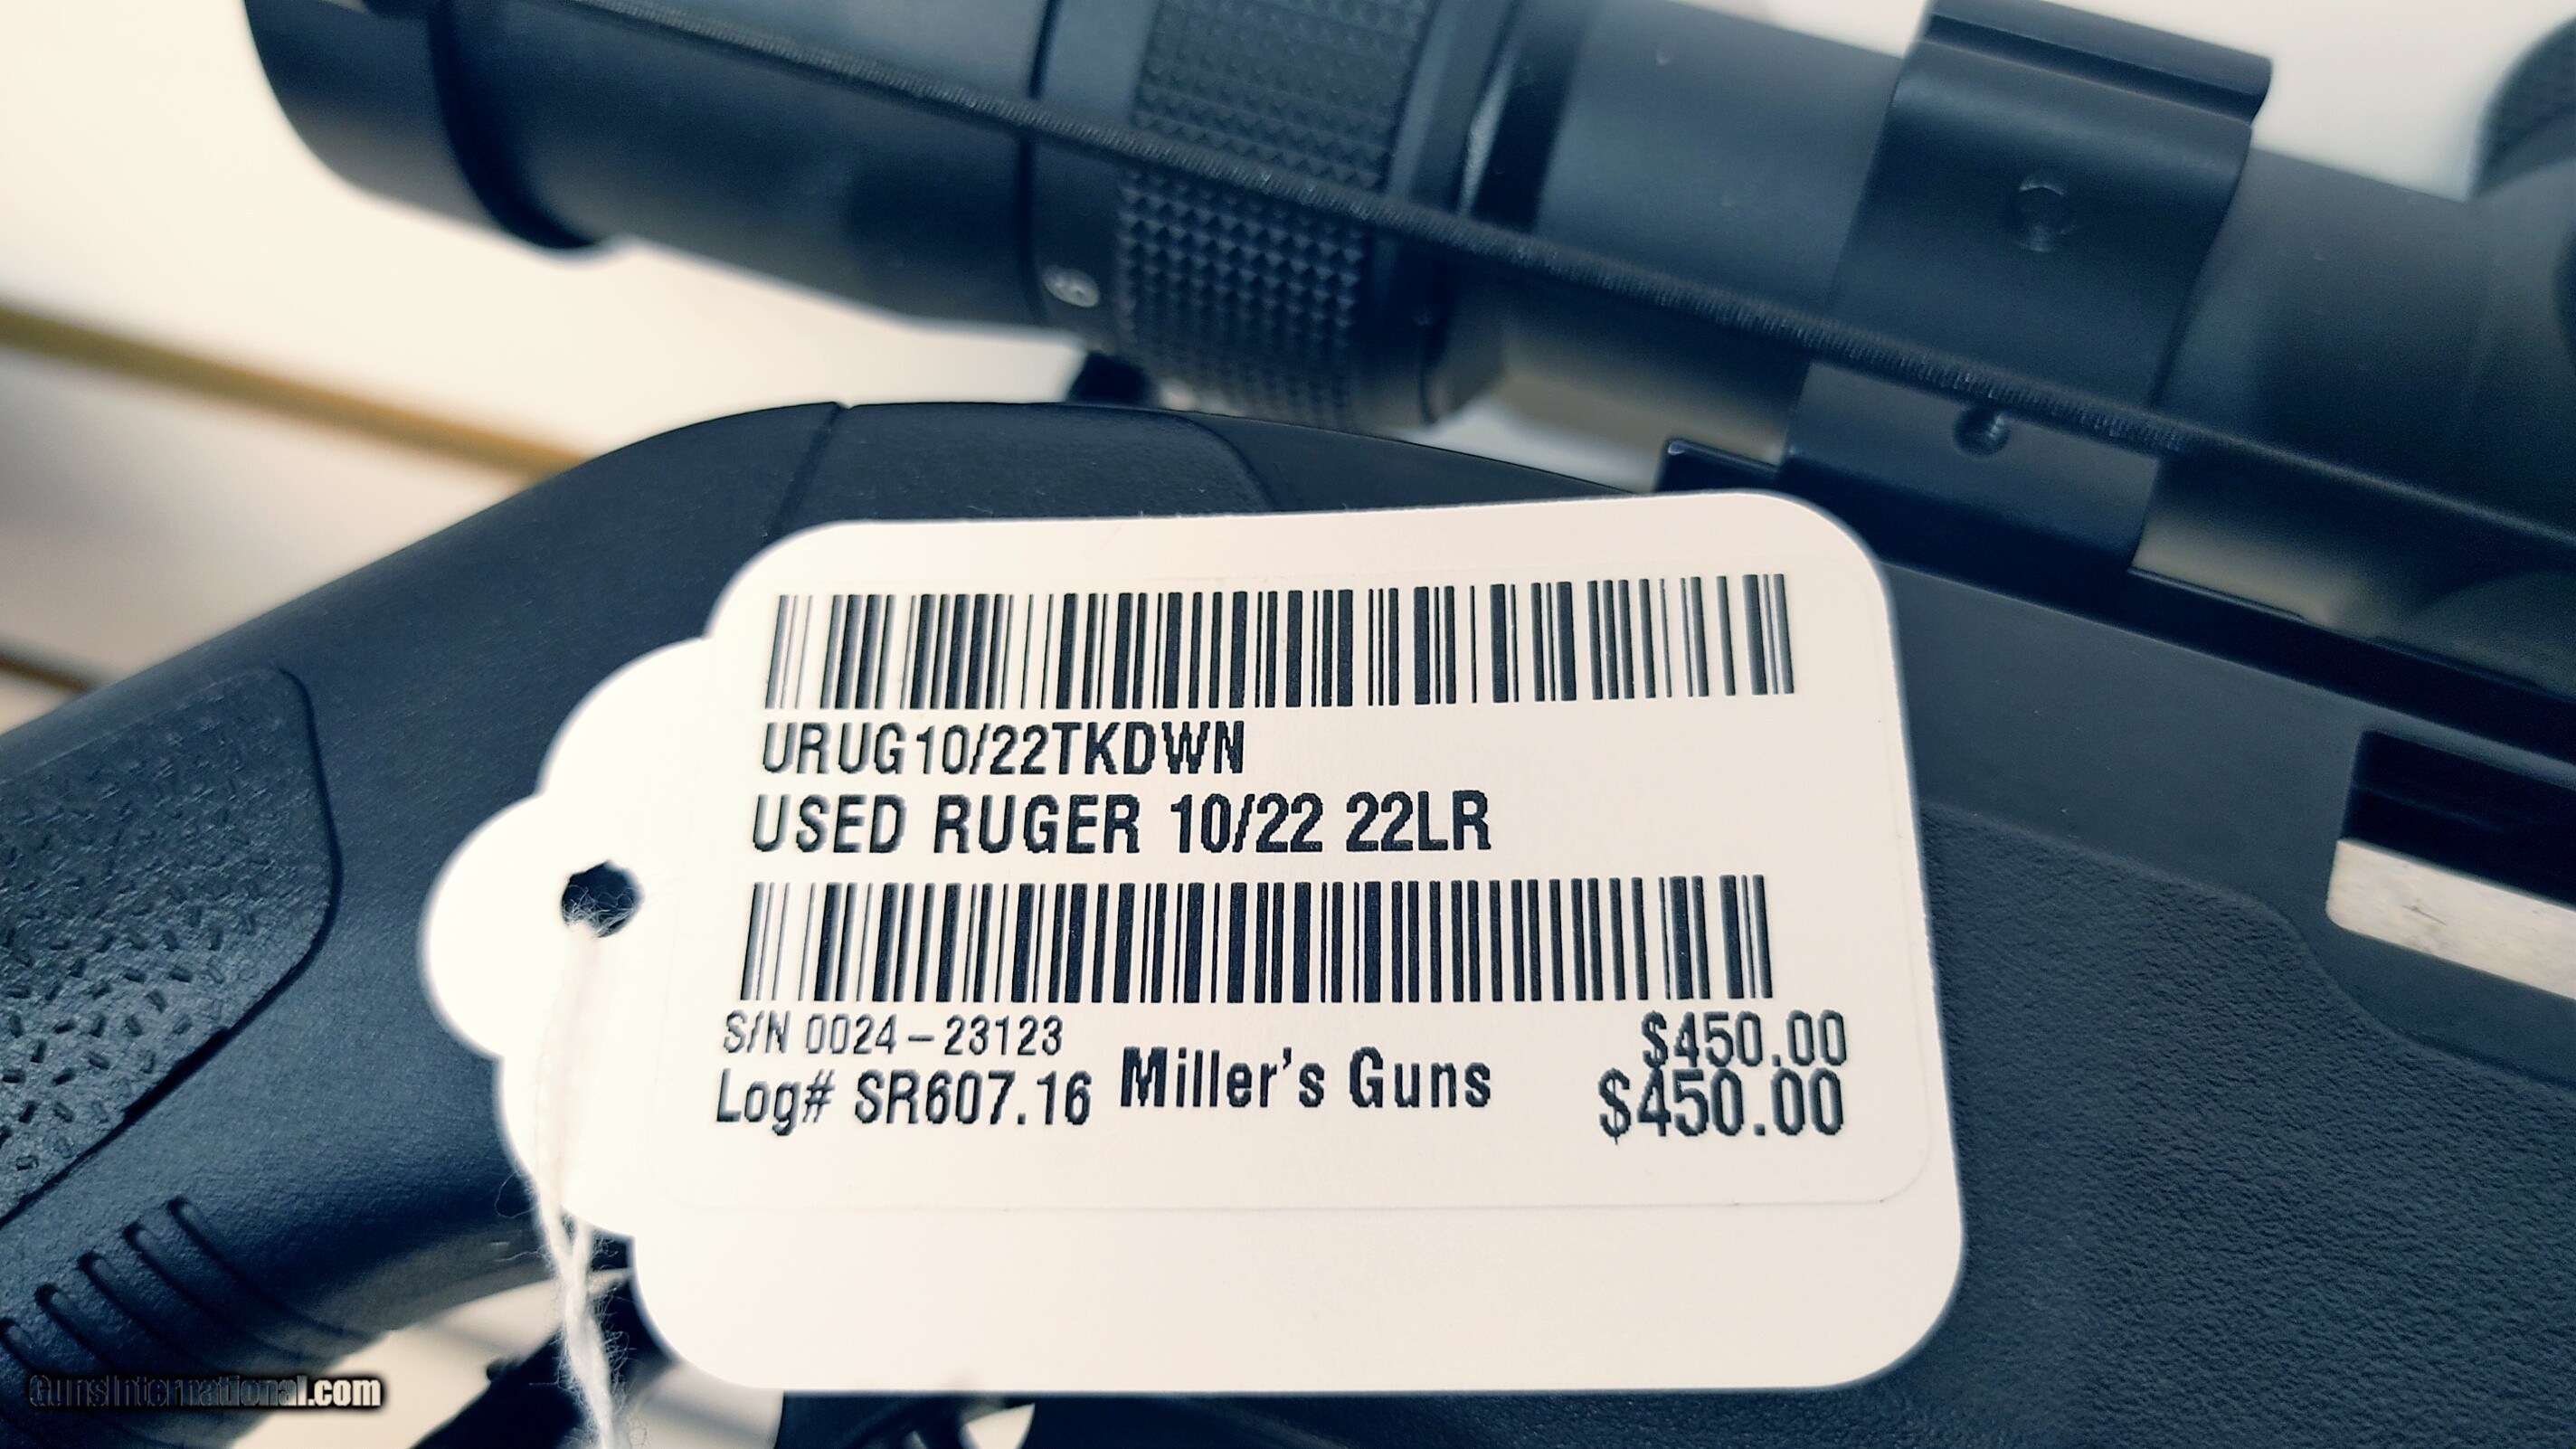 URUG10/22TKDWN
USED RUGER 10/22 22LR
S/N 0024-23123
Log# SR607.16
Miller's Guns
$450.00
$450.00
6
GunsInternational.com